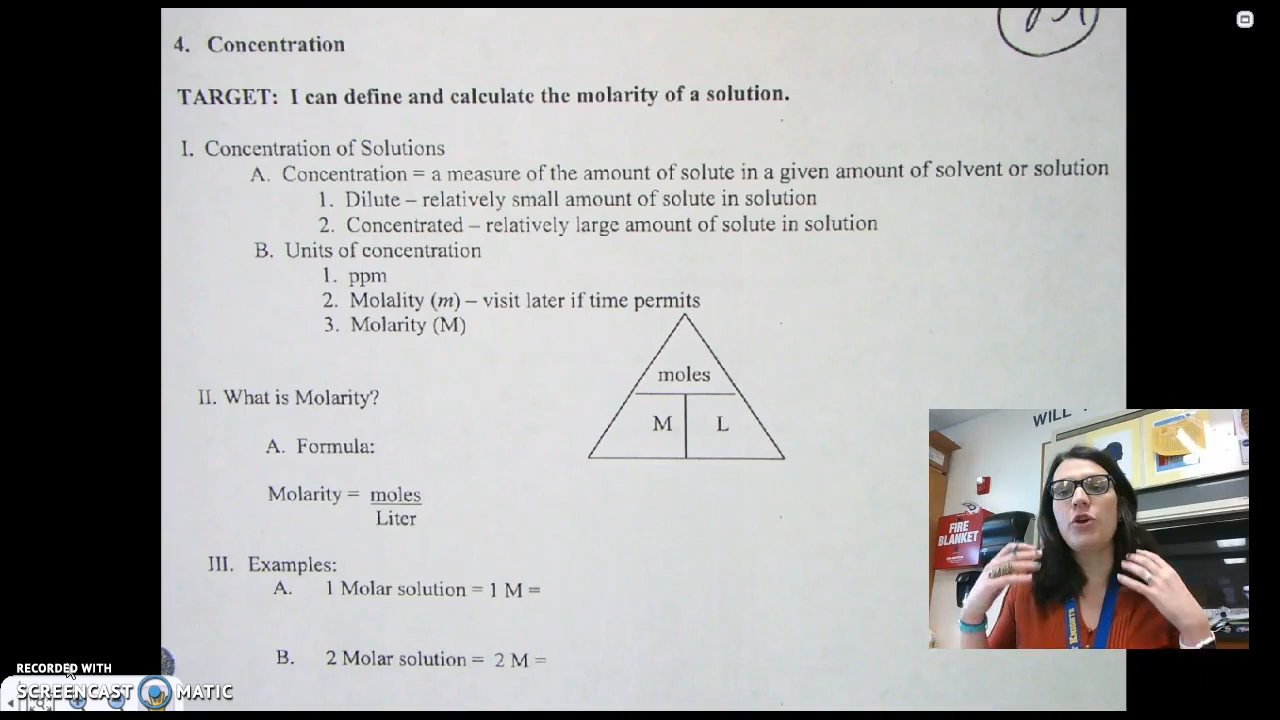 4. Concentration
TARGET: I can define and calculate the molarity of a solution.
I. Concentration of Solutions
A. Concentration = a measure of the amount of solute in a given amount of solvent or solution
1. Dilute – relatively small amount of solute in solution
2. Concentrated – relatively large amount of solute in solution
B. Units of concentration
1. ppm
2. Molality (m) – visit later if time permits
3. Molarity (M)
moles
M L
II. What is Molarity?
A. Formula:
Molarity = moles
Liter
III. Examples:
A. 1 Molar solution = 1 M =
B. 2 Molar solution = 2 M =
WILL
FIRE
BLANKET
KNIGHTS
RECORDED WITH
SCREENCAST MATIC